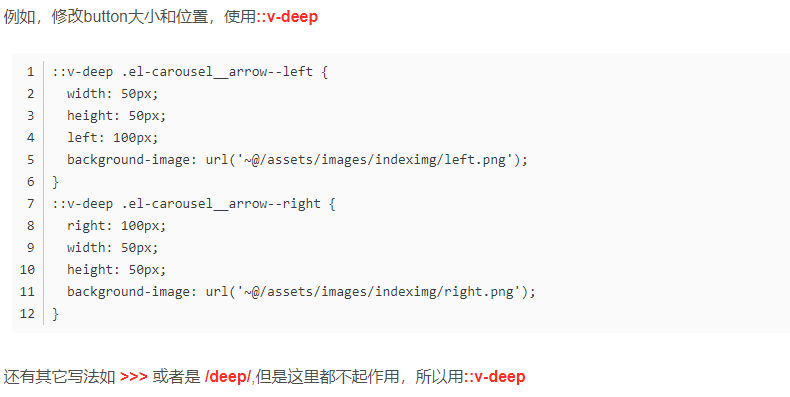 例如，修改button大小和位置，使用::v-deep
1 ::v-deep .el-carousel__arrow--left {
2 width: 50px;
3 height: 50px;
4 left: 100px;
5 background-image: url('~@/assets/images/indeximg/left.png');
6 }
7 ::v-deep .el-carousel__arrow--right {
8 right: 100px;
9 width: 50px;
10 height: 50px;
11 background-image: url('~@/assets/images/indeximg/right.png');
12 }
还有其它写法如 >>> 或者是 /deep/,但是这里都不起作用，所以用::v-deep